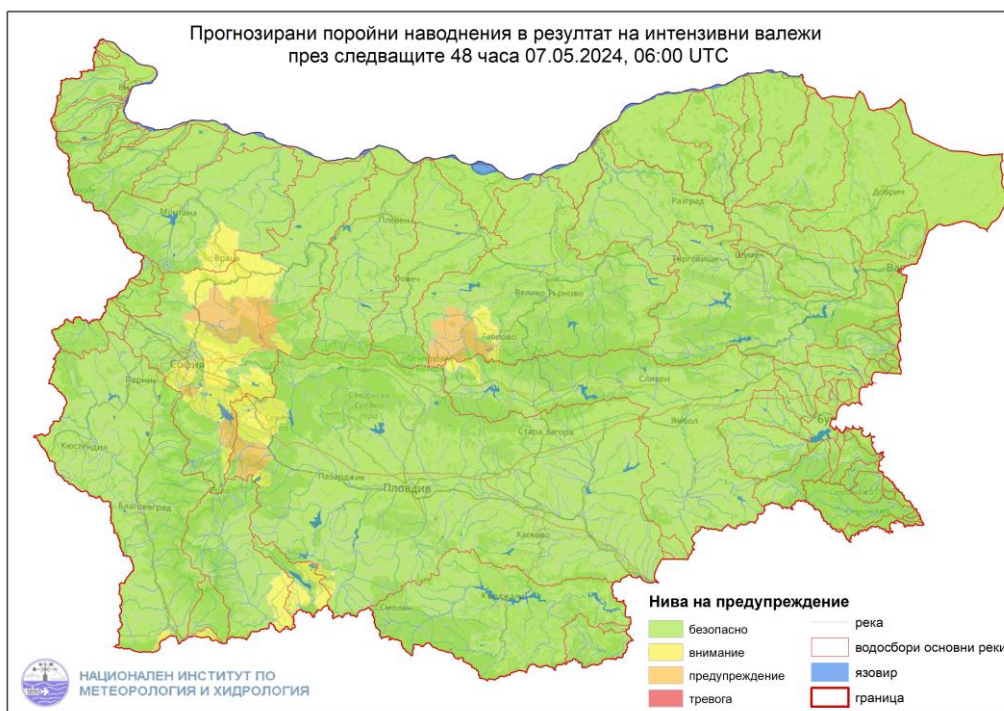 Прогнозирани поройни наводнения в резултат на интензивни валежи
през следващите 48 часа 07.05.2024, 06:00 UTC
Монтана
Враца
Плевен
Ловеч
Разград
Добрич
Търговище
Шумен
Велико Търново
Габрово
София
Перник
Кюстендил
Благоевград
Пазарджик
Пловдив
Средна
гора
Стара Загора
Сливен
Ямбол
Хасково
Смолян
Кърджали
Нива на предупреждение
безопасно
внимание
предупреждение
тревога
река
водосбори основни реки
язовир
граница
НАЦИОНАЛЕН ИНСТИТУТ ПО
МЕТЕОРОЛОГИЯ И ХИДРОЛОГИЯ